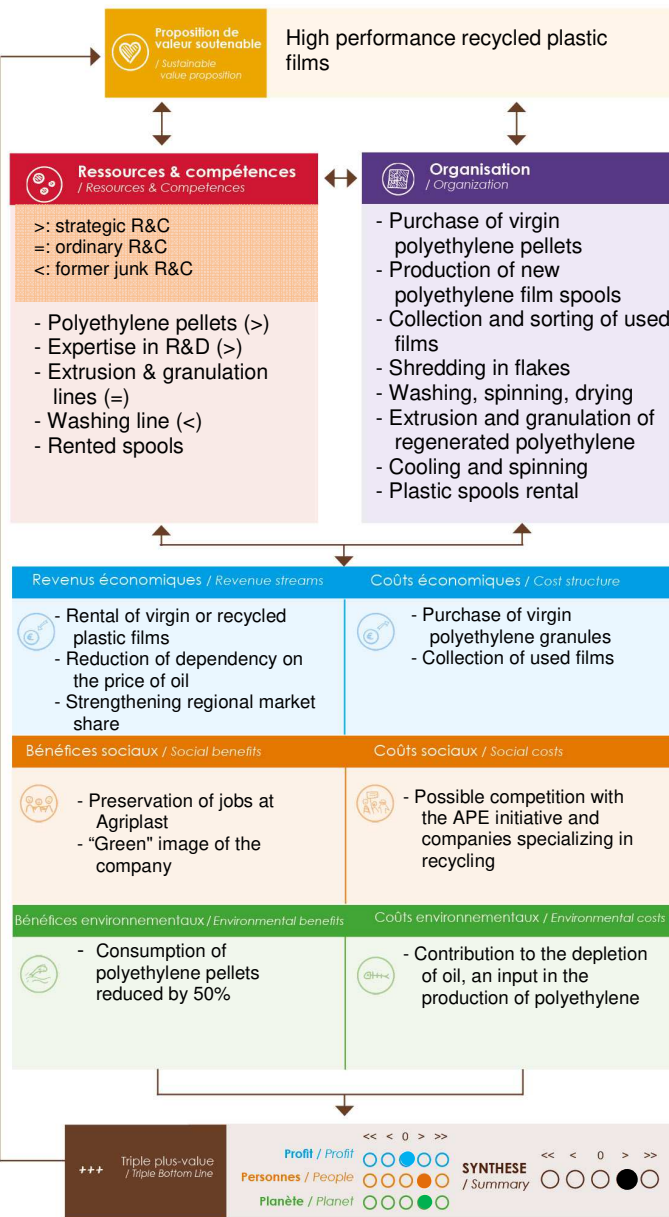 Proposition de
valeur soutenable
/ Sustainable
value proposition
High performance recycled plastic
films
Ressources & compétences
/ Resources & Competences
>: strategic R&C
=: ordinary R&C
<: former junk R&C
- Polyethylene pellets (>)
- Expertise in R&D (>)
- Extrusion & granulation
lines (=)
- Washing line (<)
- Rented spools
Organisation
/ Organization
- Purchase of virgin
polyethylene pellets
- Production of new
polyethylene film spools
- Collection and sorting of used
films
- Shredding in flakes
- Washing, spinning, drying
- Extrusion and granulation of
regenerated polyethylene
- Cooling and spinning
- Plastic spools rental
Revenus économiques / Revenue streams
- Rental of virgin or recycled
plastic films
- Reduction of dependency on
the price of oil
- Strengthening regional market
share
Coûts économiques / Cost structure
- Purchase of virgin
polyethylene granules
- Collection of used films
Bénéfices sociaux / Social benefits
- Preservation of jobs at
Agriplast
- “Green" image of the
company
Coûts sociaux / Social costs
- Possible competition with
the APE initiative and
companies specializing in
recycling
Bénéfices environnementaux / Environmental benefits
- Consumption of
polyethylene pellets
reduced by 50%
Coûts environnementaux / Environmental costs
- Contribution to the depletion
of oil, an input in the
production of polyethylene
+++ Triple plus-value
/ Triple Bottom Line
<< < 0 > >>
Profit / Profit
Personnes / People
Planète / Planet
SYNTHESE
/ Summary
<< < 0 > >>